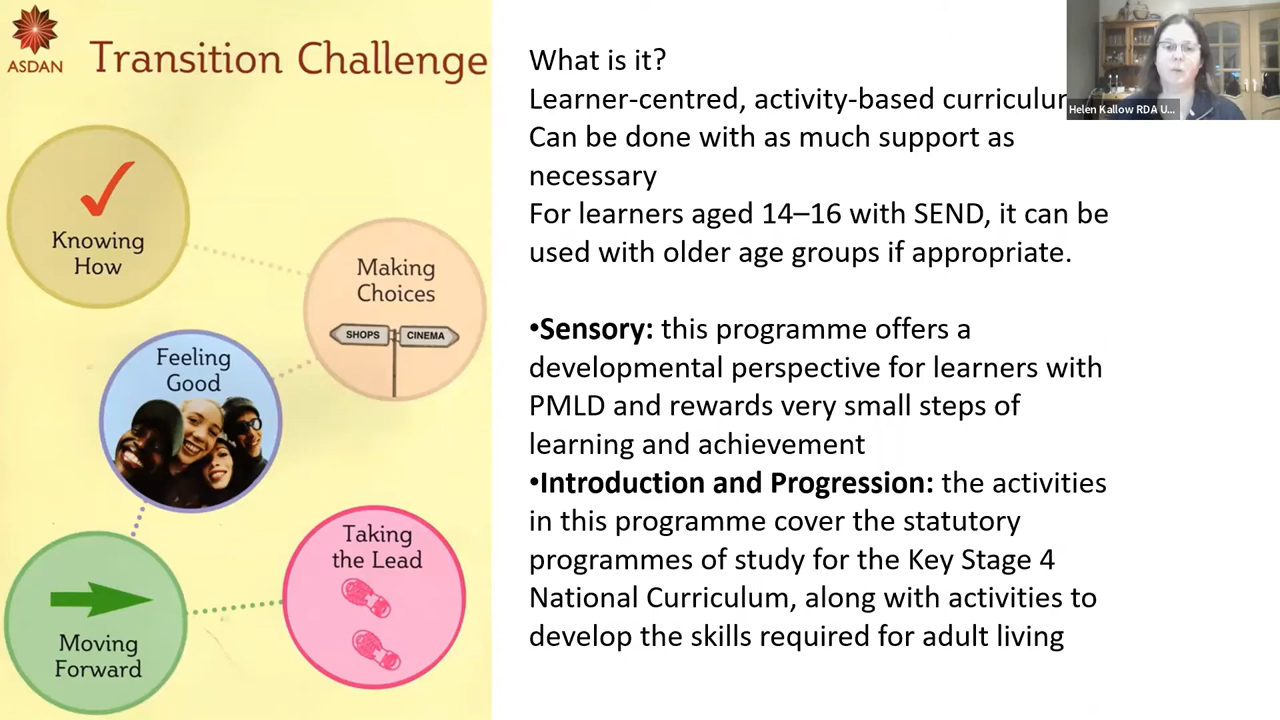 ASDAN
Transition Challenge
Knowing
How
Making
Choices
SHOPS
CINEMA
Feeling
Good
Taking
the Lead
Moving
Forward
What is it?
Learner-centred, activity-based
Can be done with as much support as
necessary
For learners aged 14–16 with SEND, it can be
used with older age groups if appropriate.
•Sensory: this programme offers a
developmental perspective for learners with
PMLD and rewards very small steps of
learning and achievement
•Introduction and Progression: the activities
in this programme cover the statutory
programmes of study for the Key Stage 4
National Curriculum, along with activities to
develop the skills required for adult living
Helen Kallow RDA U...